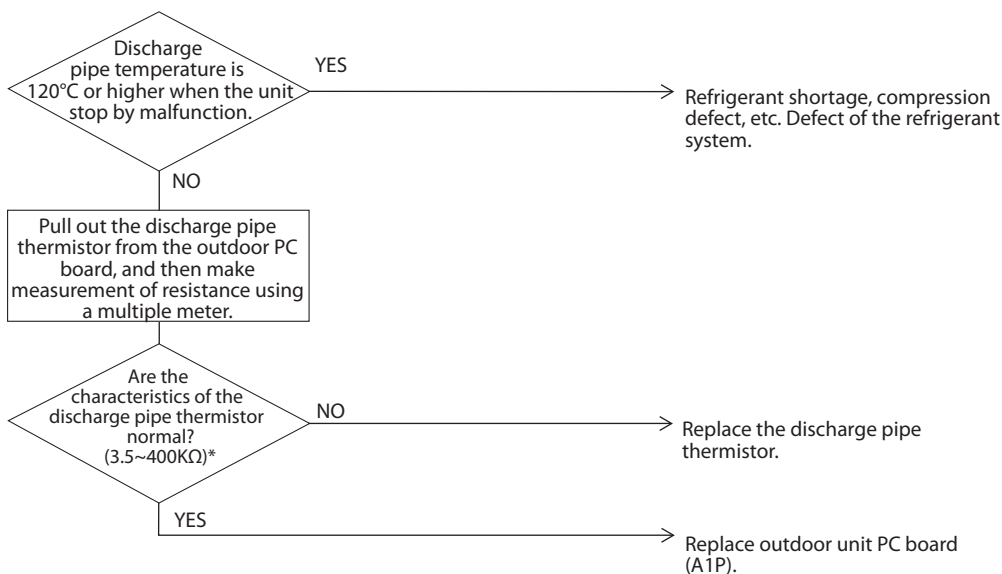 Discharge
pipe temperature is
120°C or higher when the unit
stop by malfunction.
YES
Refrigerant shortage, compression
defect, etc. Defect of the refrigerant
system.
NO
Pull out the discharge pipe
thermistor from the outdoor PC
board, and then make
measurement of resistance using
a multiple meter.
Are the
characteristics of the
discharge pipe thermistor
normal?
(3.5~400KΩ)*
NO
Replace the discharge pipe
thermistor.
YES
Replace outdoor unit PC board
(A1P).